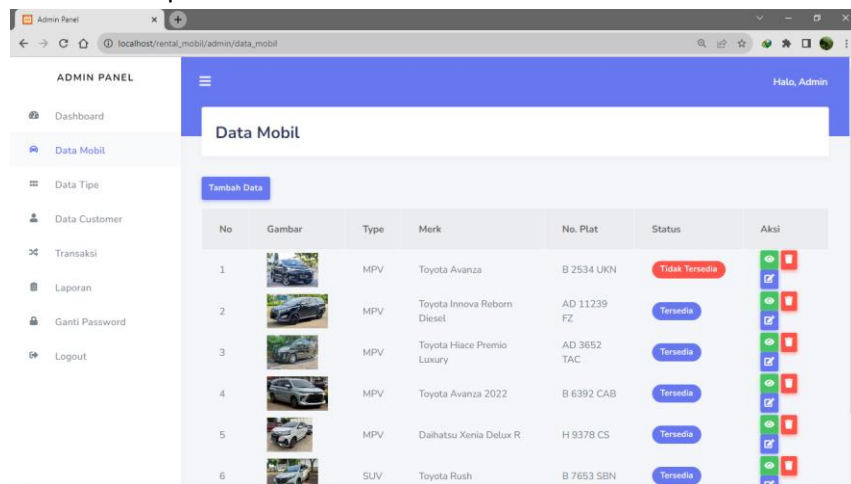 Admin Panel
localhost/rental_mobil/admin/data_mobil
ADMIN PANEL
Halo, Admin
Dashboard
Data Mobil
Data Mobil
Data Tipe
Tambah Data
Data Customer
No Gambar Type Merk No. Plat Status Aksi
Transaksi
Laporan
Ganti Password
Logout
1 MPV Toyota Avanza B 2534 UKN Tidak Tersedia
2 MPV Toyota Innova Reborn Diesel AD 11239 FZ Tersedia
3 MPV Toyota Hiace Premio Luxury AD 3652 TAC Tersedia
4 MPV Toyota Avanza 2022 B 6392 CAB Tersedia
5 MPV Daihatsu Xenia Delux R H 9378 CS Tersedia
6 SUV Toyota Rush B 7653 SBN Tersedia